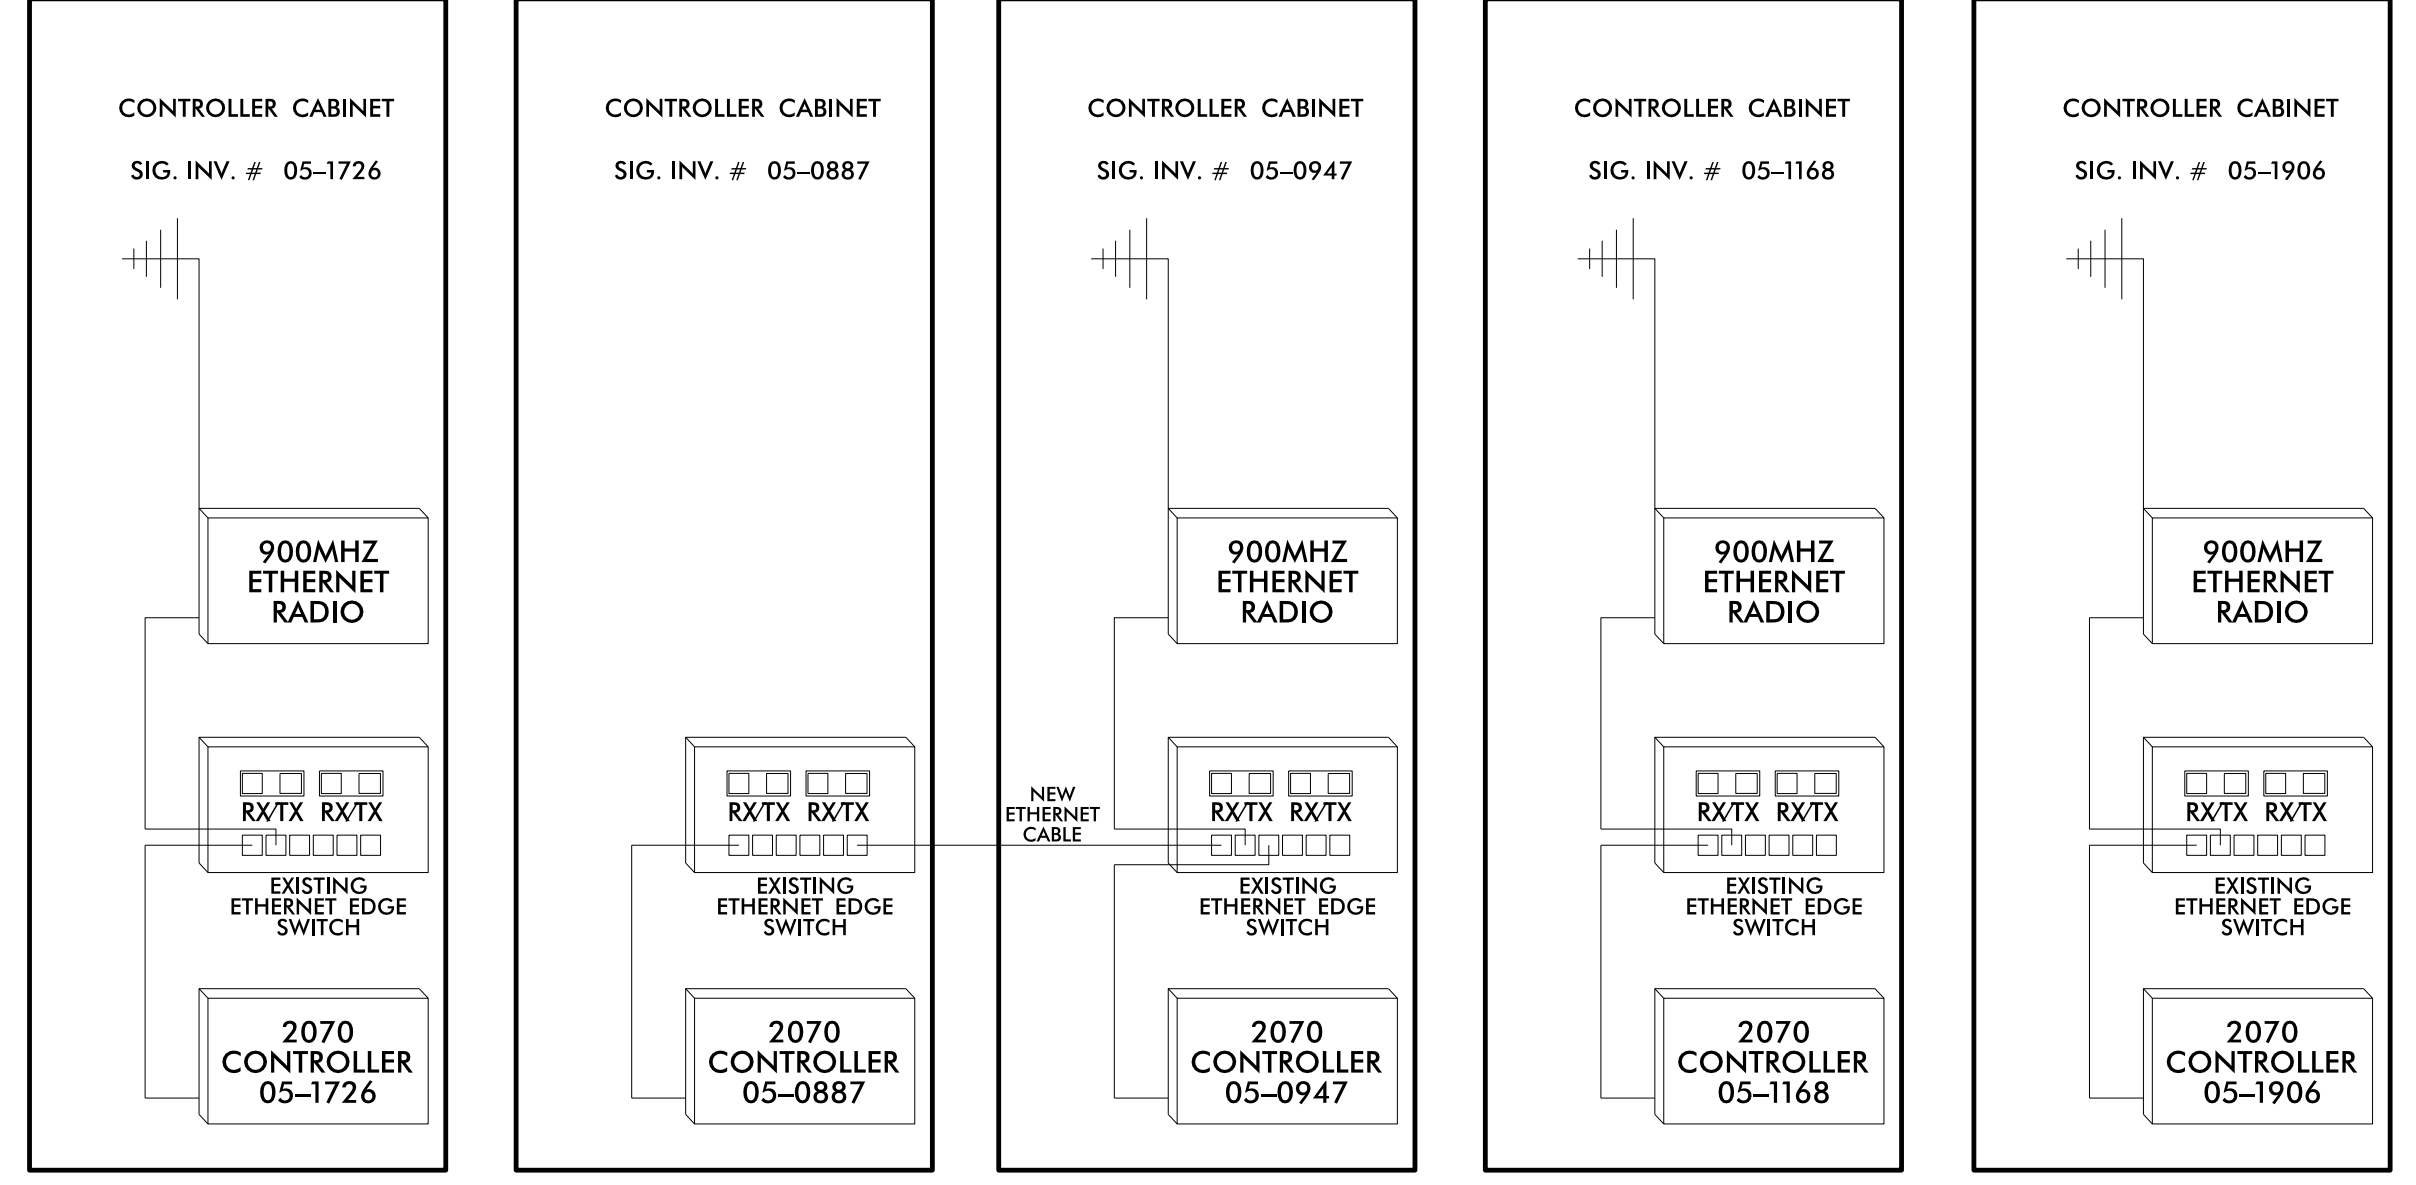 CONTROLLER CABINET
SIG. INV. # 05–1726
900MHZ
ETHERNET
RADIO
RX/TX RX/TX
EXISTING
ETHERNET EDGE
SWITCH
2070
CONTROLLER
05–1726
CONTROLLER CABINET
SIG. INV. # 05–0887
RX/TX RX/TX
EXISTING
ETHERNET EDGE
SWITCH
2070
CONTROLLER
05–0887
NEW
ETHERNET
CABLE
CONTROLLER CABINET
SIG. INV. # 05–0947
900MHZ
ETHERNET
RADIO
RX/TX RX/TX
EXISTING
ETHERNET EDGE
SWITCH
2070
CONTROLLER
05–0947
CONTROLLER CABINET
SIG. INV. # 05–1168
900MHZ
ETHERNET
RADIO
RX/TX RX/TX
EXISTING
ETHERNET EDGE
SWITCH
2070
CONTROLLER
05–1168
CONTROLLER CABINET
SIG. INV. # 05–1906
900MHZ
ETHERNET
RADIO
RX/TX RX/TX
EXISTING
ETHERNET EDGE
SWITCH
2070
CONTROLLER
05–1906